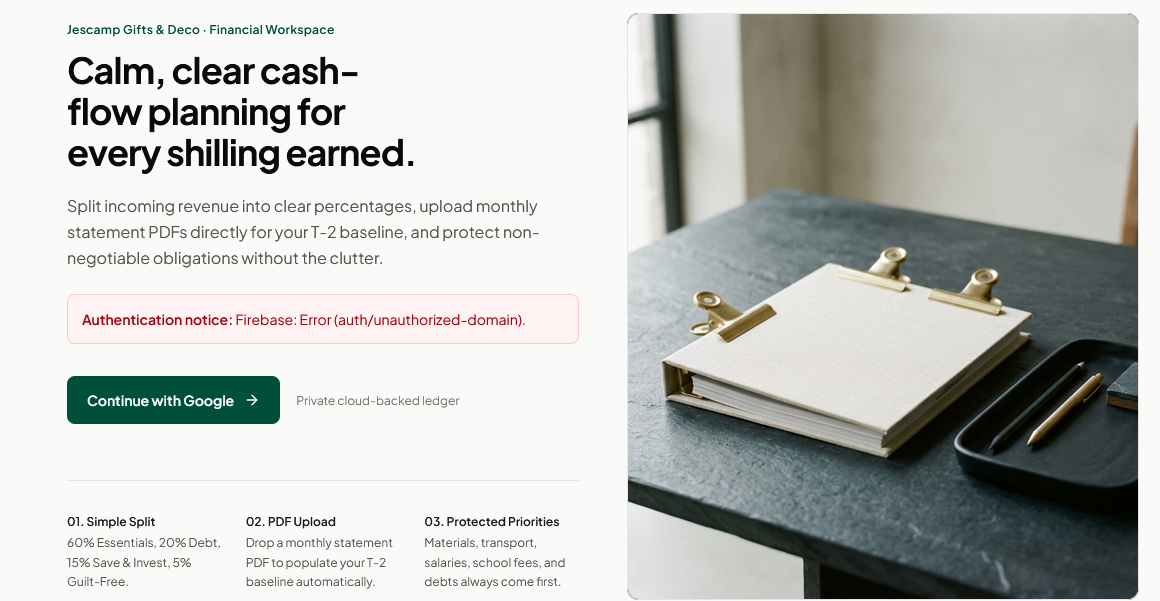 Jescamp Gifts & Deco · Financial Workspace
Calm, clear cash-
flow planning for
every shilling earned.
Split incoming revenue into clear percentages, upload monthly
statement PDFs directly for your T-2 baseline, and protect non-
negotiable obligations without the clutter.
Authentication notice: Firebase: Error (auth/unauthorized-domain).
Continue with Google →
Private cloud-backed ledger
01. Simple Split
60% Essentials, 20% Debt,
15% Save & Invest, 5%
Guilt-Free.
02. PDF Upload
Drop a monthly statement
PDF to populate your T-2
baseline automatically.
03. Protected Priorities
Materials, transport,
salaries, school fees, and
debts always come first.